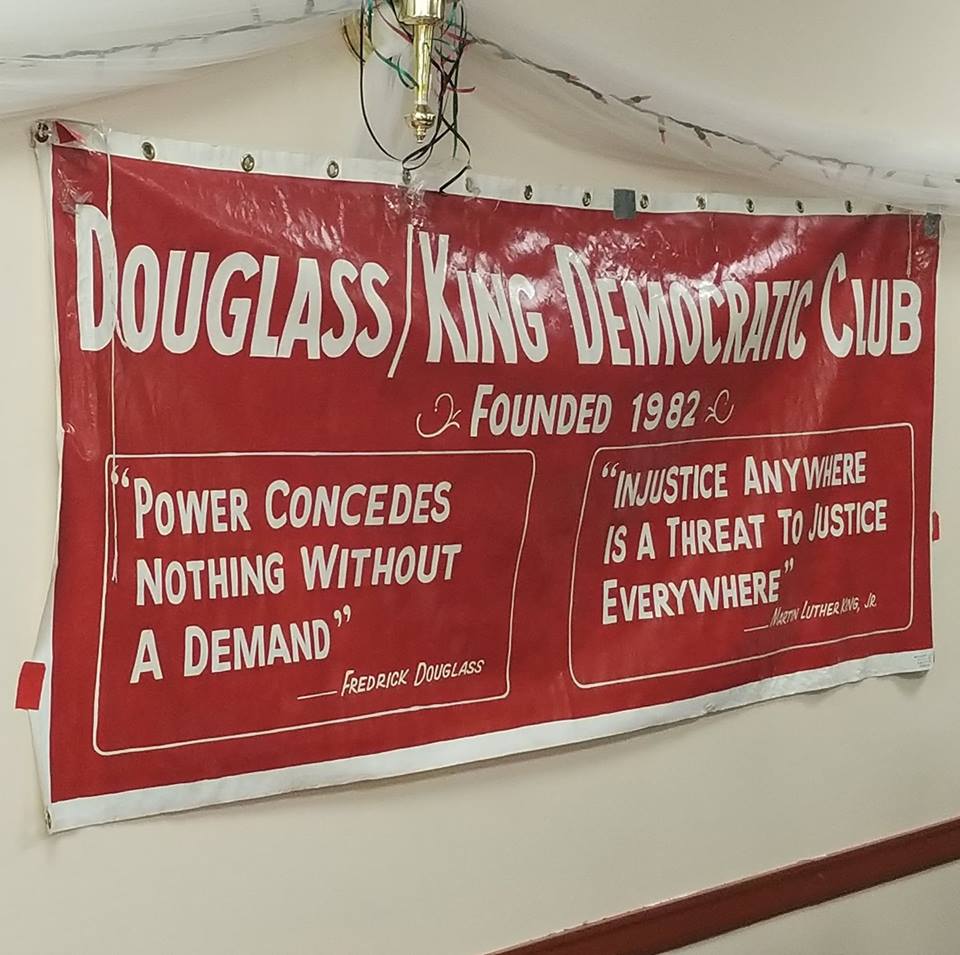 DOUGLASS/KING DEMOCRATIC CLUB
FOUNDED 1982
“POWER CONCEDES
NOTHING WITHOUT
A DEMAND”
—FREDRICK DOUGLASS
“INJUSTICE ANYWHERE
IS A THREAT TO JUSTICE
EVERYWHERE”
—MARTIN LUTHER KING, JR.